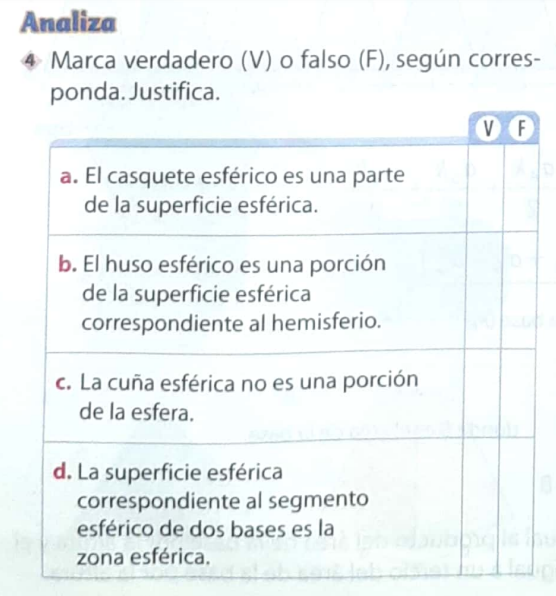 Analiza
4 Marca verdadero (V) o falso (F), según corres-
ponda. Justifica.
V F
a. El casquete esférico es una parte
de la superficie esférica.
b. El huso esférico es una porción
de la superficie esférica
correspondiente al hemisferio.
c. La cuña esférica no es una porción
de la esfera.
d. La superficie esférica
correspondiente al segmento
esférico de dos bases es la
zona esférica.